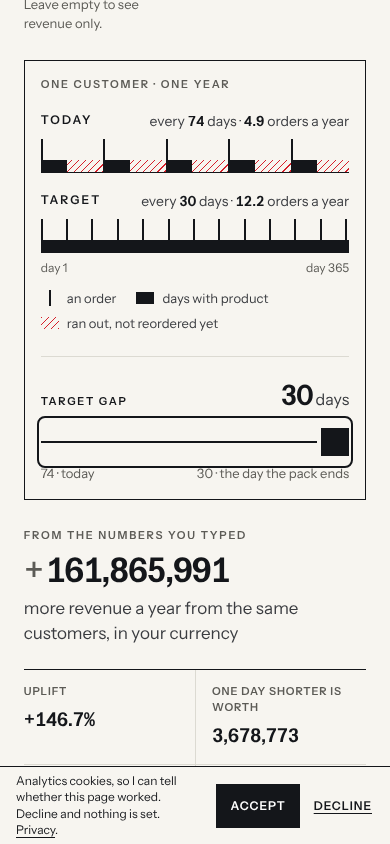 Leave empty to see
revenue only.
ONE CUSTOMER · ONE YEAR
TODAY
every 74 days · 4.9 orders a year
TARGET
every 30 days · 12.2 orders a year
day 1
day 365
an order
days with product
ran out, not reordered yet
TARGET GAP
30 days
74 · today
30 · the day the pack ends
FROM THE NUMBERS YOU TYPED
+161,865,991
more revenue a year from the same
customers, in your currency
UPLIFT
+146.7%
ONE DAY SHORTER IS
WORTH
3,678,773
Analytics cookies, so I can tell
whether this page worked.
Decline and nothing is set.
Privacy.
ACCEPT
DECLINE